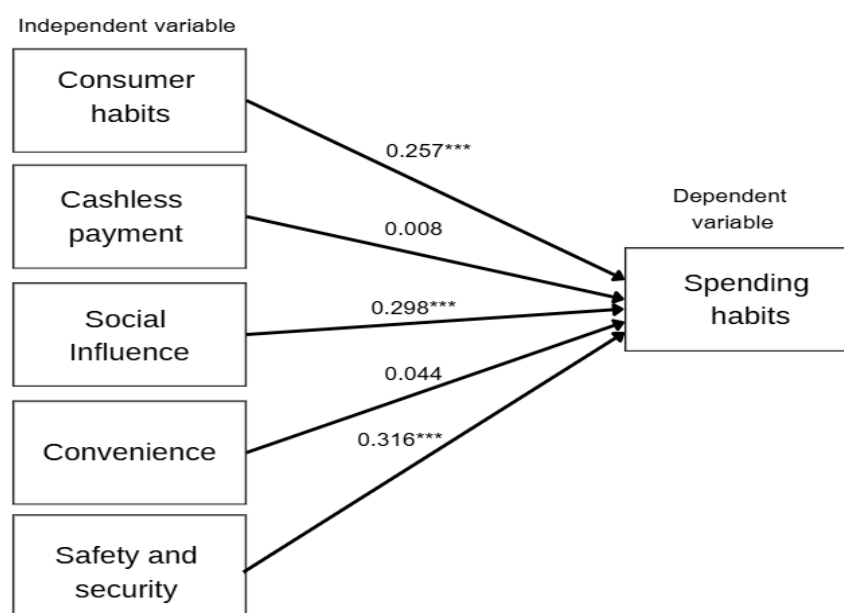 Independent variable
Consumer
habits
0.257***
Cashless
payment
0.008
Dependent
variable
Social
Influence
0.298***
Spending
habits
Convenience
0.044
0.316***
Safety and
security